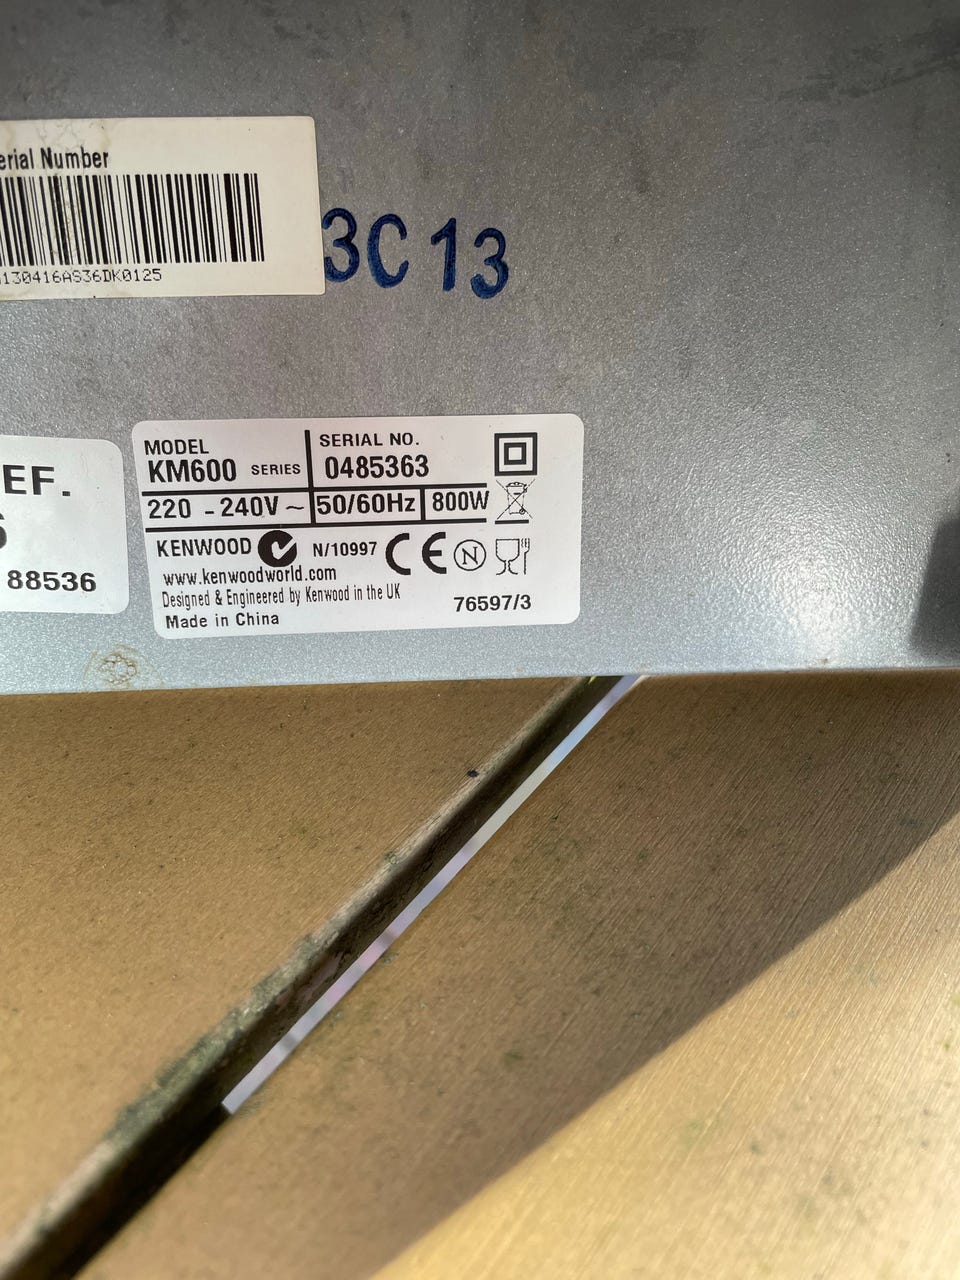 erial Number
130416AS36DK0125
3C 13
EF.
88536
MODEL
KM600 SERIES
SERIAL NO.
0485363
220 - 240V ~
50/60Hz
800W
KENWOOD N/10997 CE N
www.kenwoodworld.com
Designed & Engineered by Kenwood in the UK
Made in China
76597/3